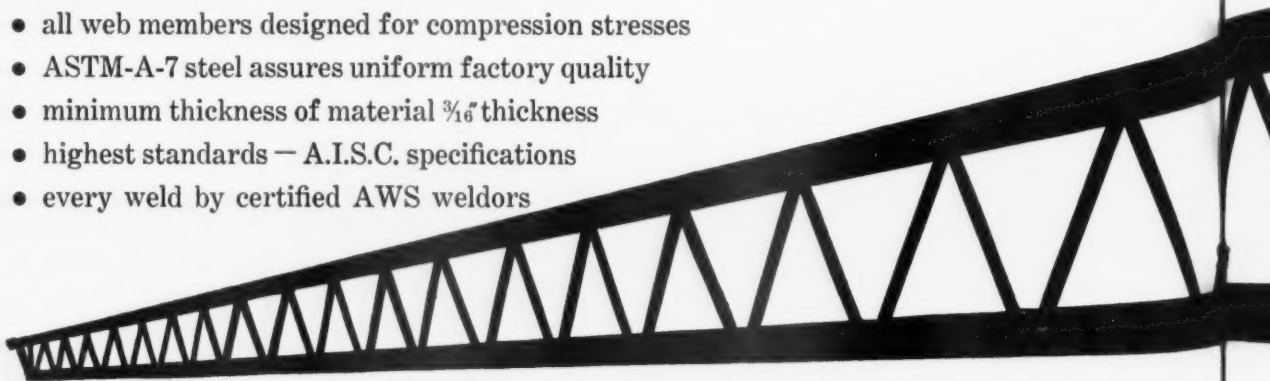 • all web members designed for compression stresses
• ASTM-A-7 steel assures uniform factory quality
• minimum thickness of material 3/16″ thickness
• highest standards — A.I.S.C. specifications
• every weld by certified AWS weldors